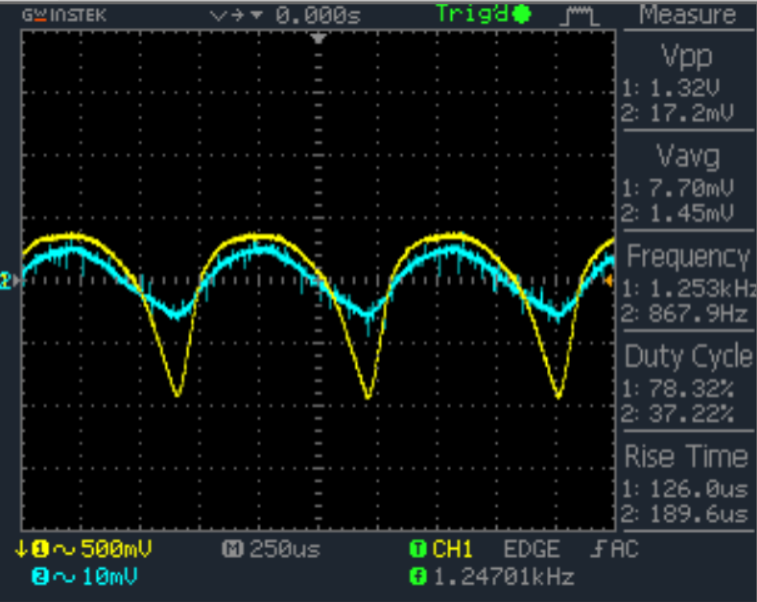 GWINSTEK 0.000s Trig'd Measure
Vpp
1: 1.32V
2: 17.2mV
Vavg
1: 7.70mV
2: 1.45mV
Frequency
1: 1.253kHz
2: 867.9Hz
Duty Cycle
1: 78.32%
2: 37.22%
Rise Time
1: 126.0us
2: 189.6us
2
1 ~ 500mV M 250us T CH1 EDGE AC
2 ~ 10mV f 1.24701kHz